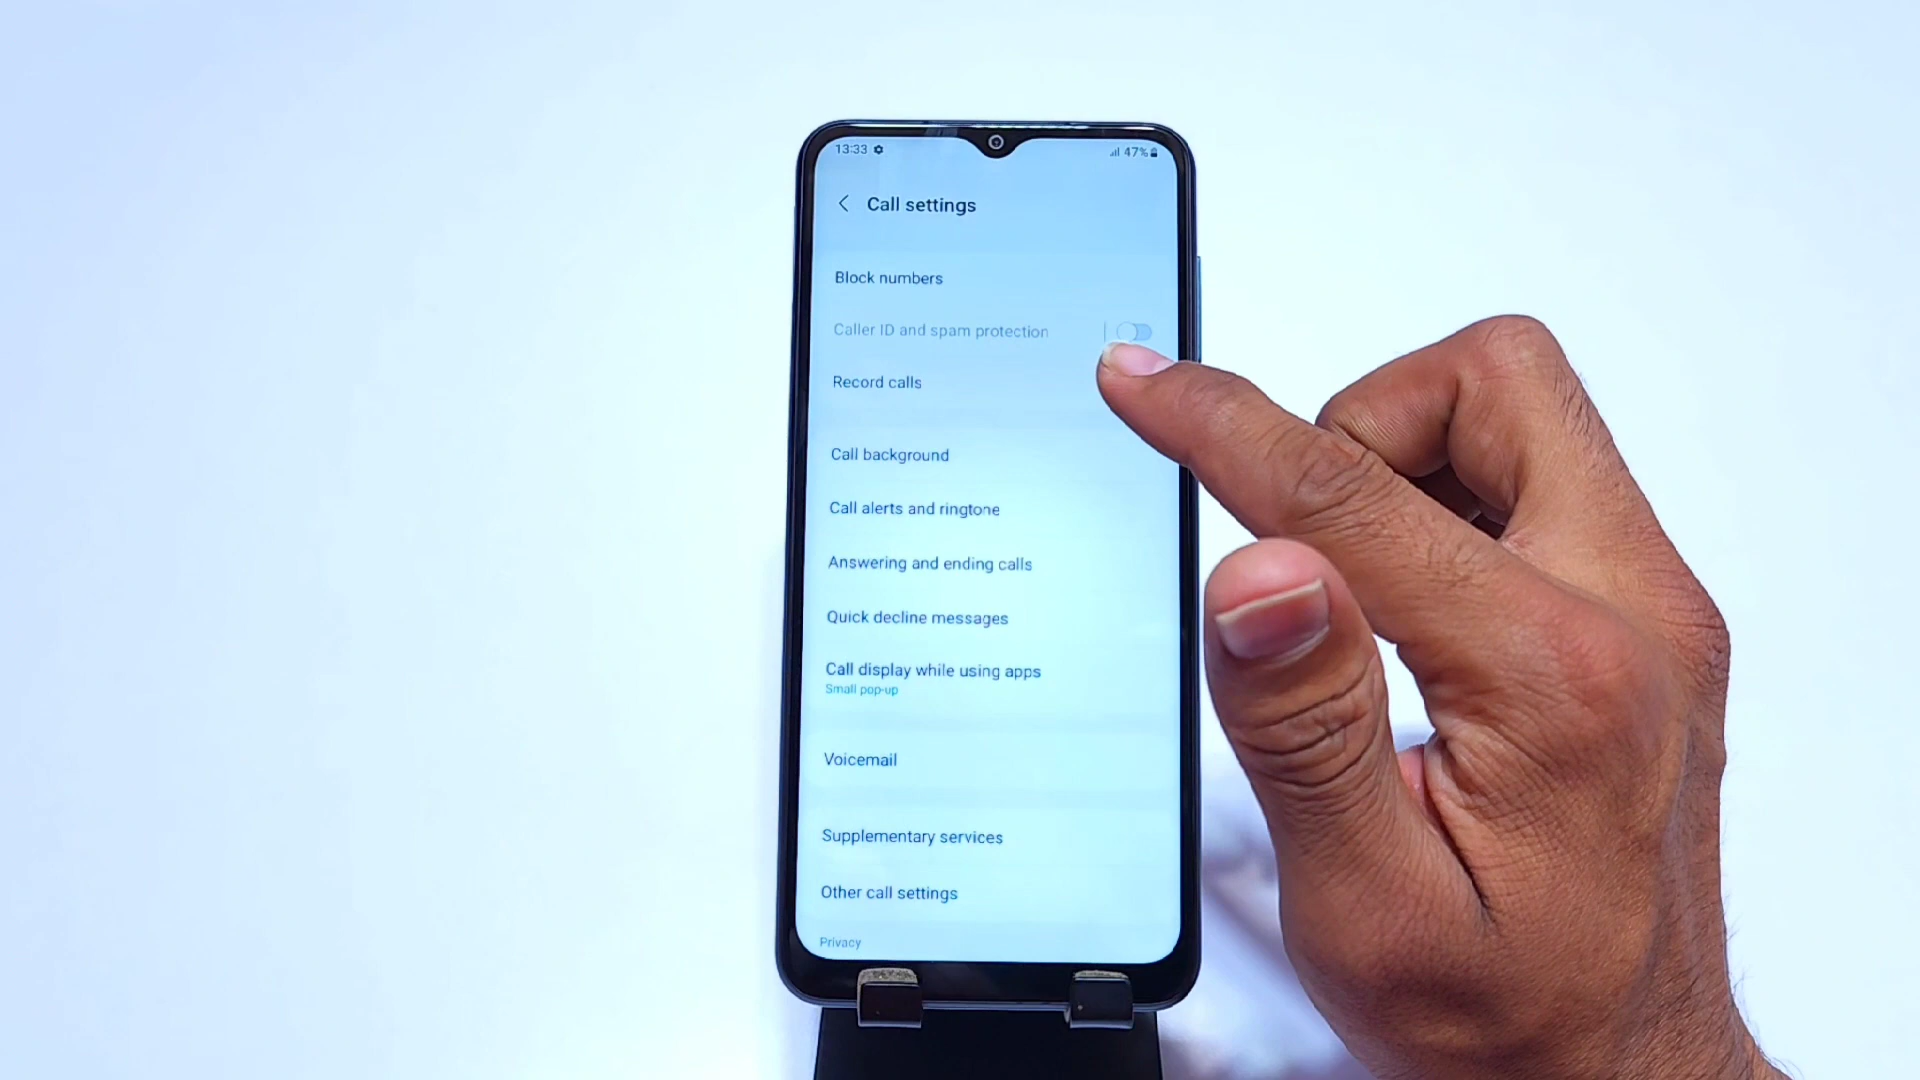 13:33
47%
Call settings
Block numbers
Caller ID and spam protection
Record calls
Call background
Call alerts and ringtone
Answering and ending calls
Quick decline messages
Call display while using apps
Small pop-up
Voicemail
Supplementary services
Other call settings
Privacy